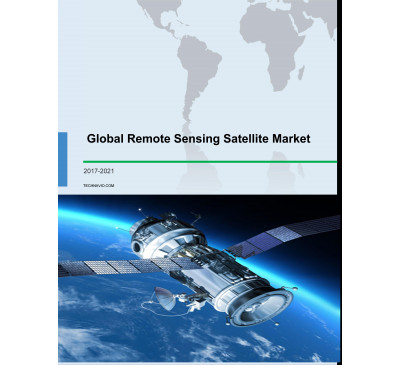 Global Remote Sensing Satellite Market
2017-2021
TECHNAVIO.COM